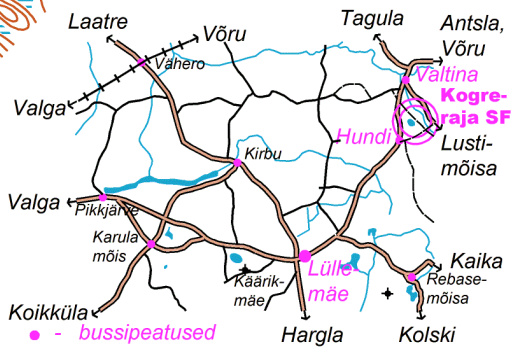 Laatre
Võru
Tagula
Antsla,
Võru
Vähero
Valtina
Valga
Kogre-
raja SF
Hundi
Lusti-
mõisa
Kirbu
Valga
Pikkjärve
Karula
mõis
Käärik-
mäe
Lülle-
mäe
Kaika
Rebase-
mõisa
Koikküla
Hargla
Kolski
- bussipeatused